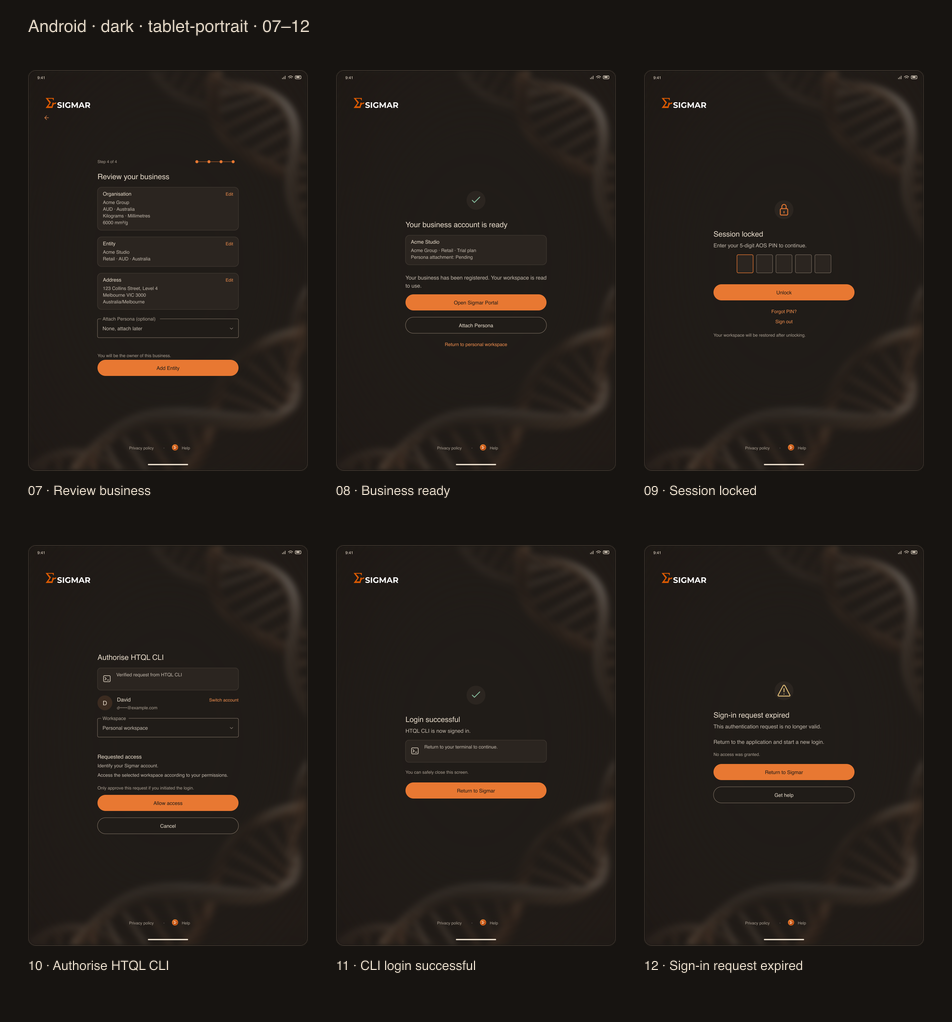 Android · dark · tablet-portrait · 07–12
9:41
SIGMAR
Step 4 of 4
Review your business
Organisation Edit
Acme Group
AUD · Australia
Kilograms · Millimetres
6000 mmHg
Entity Edit
Acme Studio
Retail · AUD · Australia
Address Edit
123 Collins Street, Level 4
Melbourne VIC 3000
Australia/Melbourne
Attach Persona (optional)
None, attach later
You will be the owner of this business.
Add Entity
Privacy policy Help
07 · Review business
9:41
SIGMAR
Your business account is ready
Acme Studio
Acme Group · Retail · Trial plan
Persona attachment: Pending
Your business has been registered. Your workspace is read
to use.
Open Sigmar Portal
Attach Persona
Return to personal workspace
Privacy policy Help
08 · Business ready
9:41
SIGMAR
Session locked
Enter your 5-digit AOS PIN to continue.
Unlock
Forgot PIN?
Sign out
Your workspace will be restored after unlocking.
Privacy policy Help
09 · Session locked
9:41
SIGMAR
Authorise HTQL CLI
Verified request from HTQL CLI
D
David Switch account
@example.com
Workspace
Personal workspace
Requested access
Identify your Sigmar account.
Access the selected workspace according to your permissions.
Only approve this request if you initiated the login.
Allow access
Cancel
Privacy policy Help
10 · Authorise HTQL CLI
9:41
SIGMAR
Login successful
HTQL CLI is now signed in.
Return to your terminal to continue.
You can safely close this screen.
Return to Sigmar
Privacy policy Help
11 · CLI login successful
9:41
SIGMAR
Sign-in request expired
This authentication request is no longer valid.
Return to the application and start a new login.
No access was granted.
Return to Sigmar
Get help
Privacy policy Help
12 · Sign-in request expired